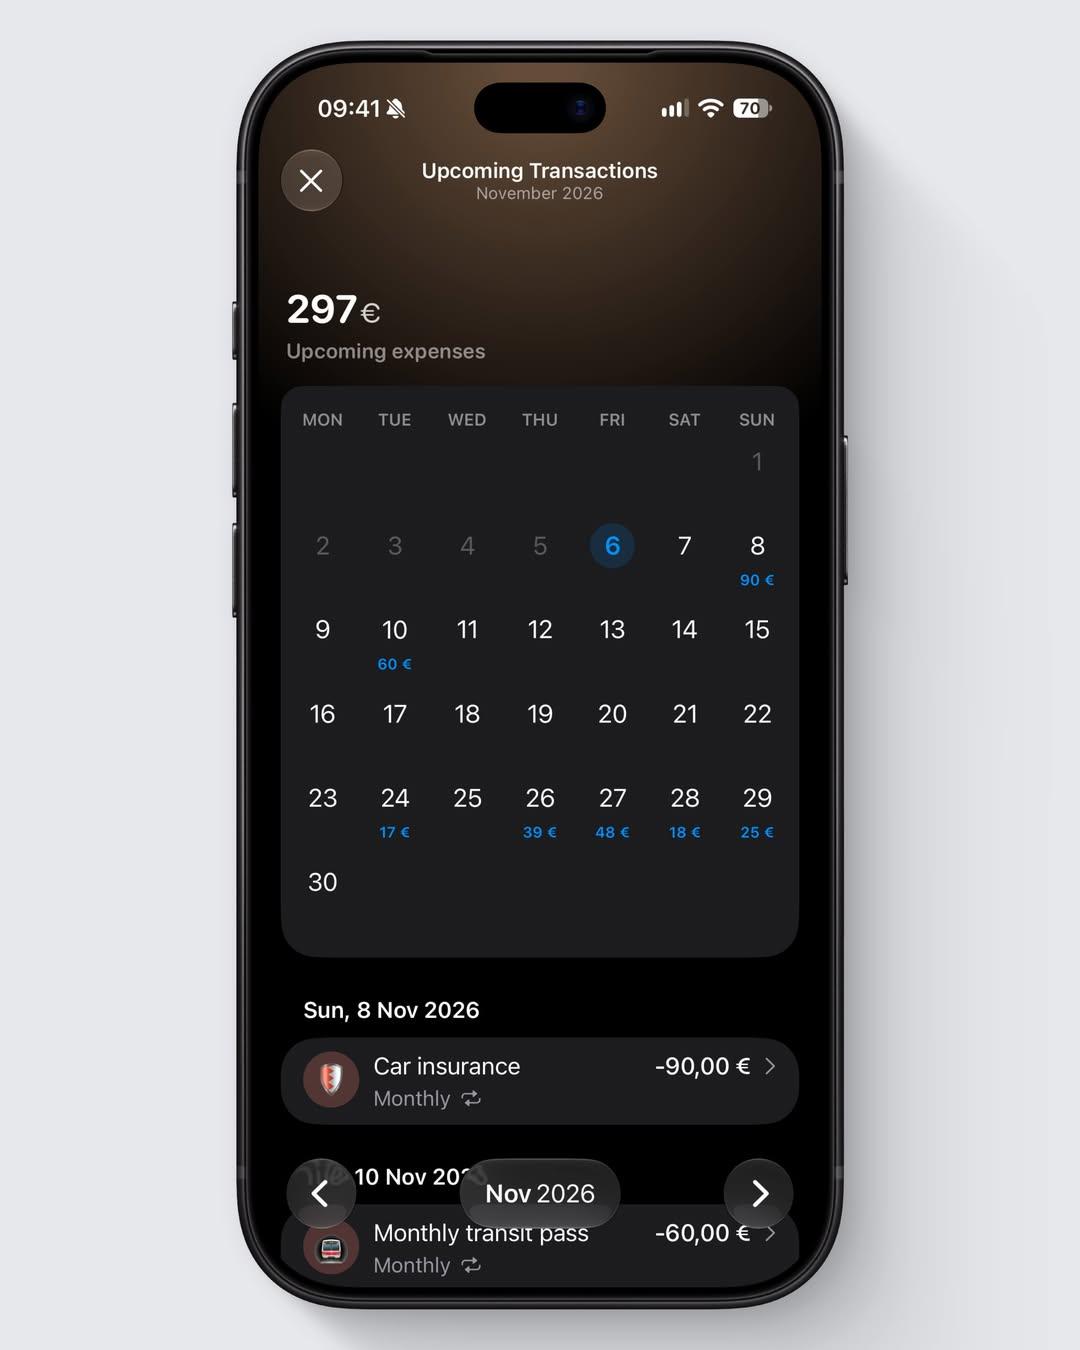 09:41
70
Upcoming Transactions
November 2026
297€
Upcoming expenses
MON TUE WED THU FRI SAT SUN
1
2 3 4 5 6 7 8
90 €
9 10 11 12 13 14 15
60 €
16 17 18 19 20 21 22
23 24 25 26 27 28 29
17 € 39 € 48 € 18 € 25 €
30
Sun, 8 Nov 2026
Car insurance -90,00 €
Monthly
10 Nov
Nov 2026
Monthly transit pass -60,00 €
Monthly